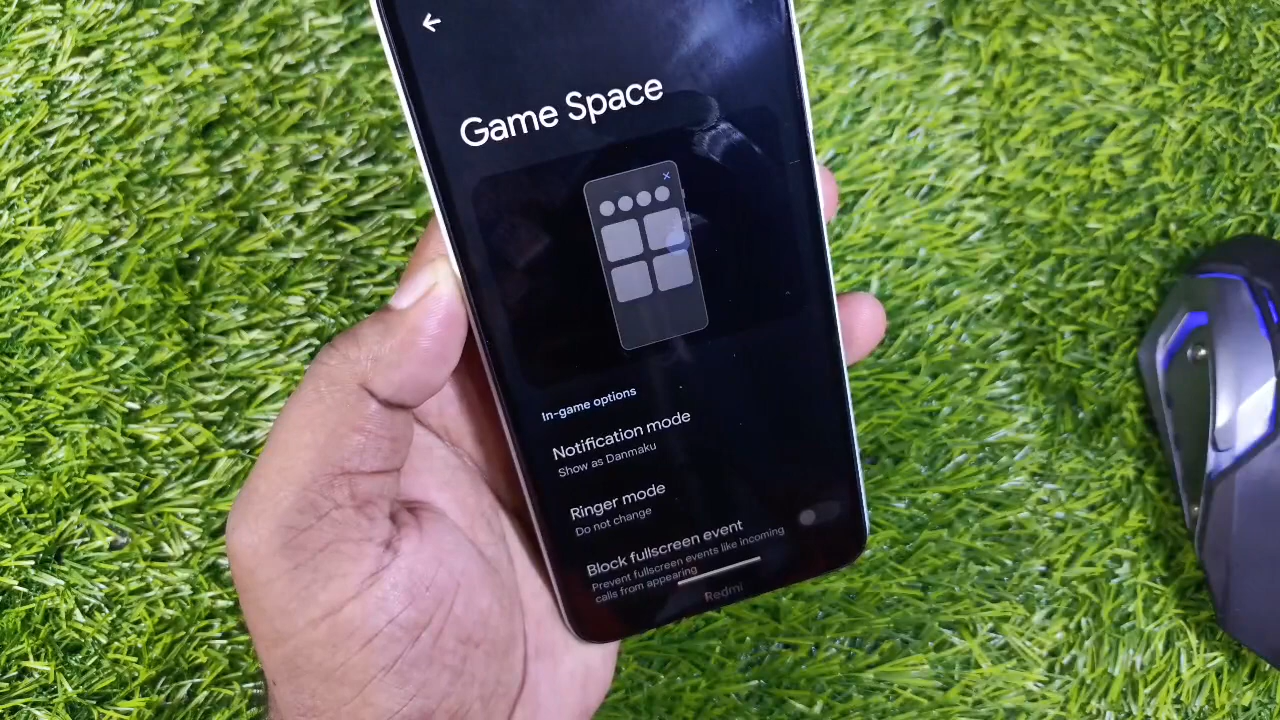 Game Space
In-game options
Notification mode
Show as Danmaku
Ringer mode
Do not change
Block fullscreen event
Prevent fullscreen events like incoming
calls from appearing
Redmi